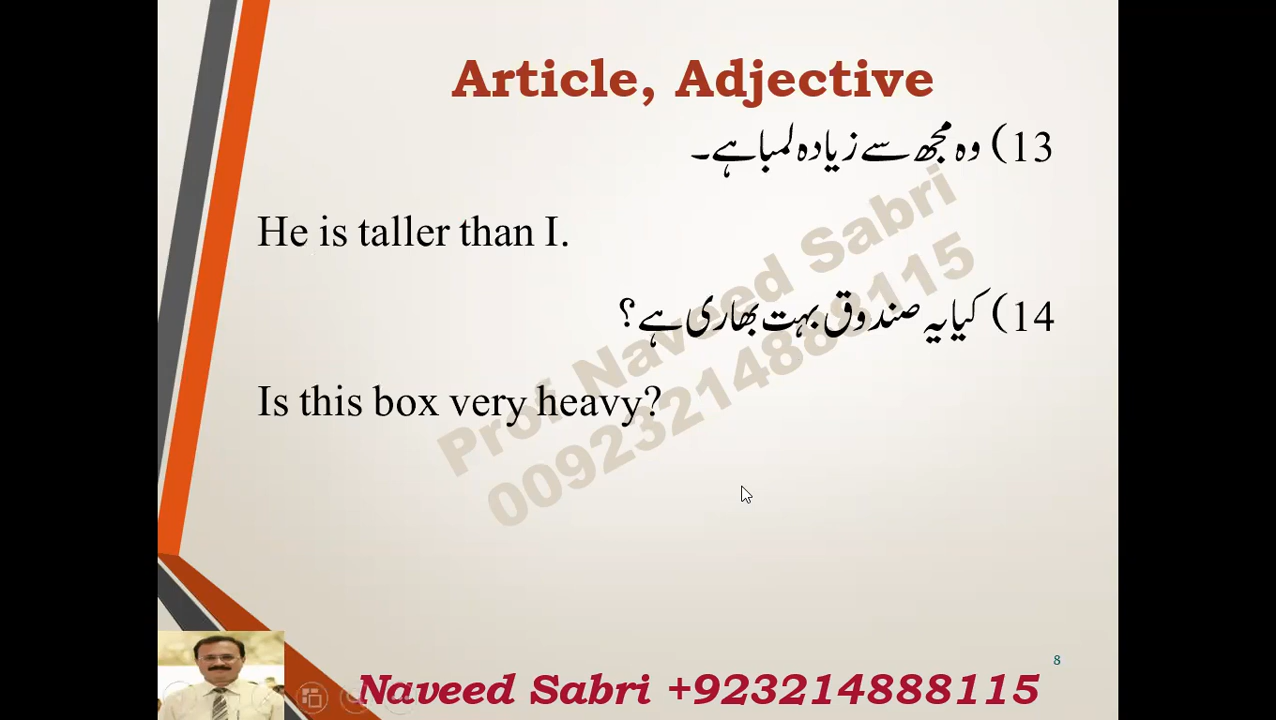 Article, Adjective
13) وہ مجھ سے زیادہ لمبا ہے۔
He is taller than I.
14) کیا یہ صندوق بہت بھاری ہے؟
Is this box very heavy?
Prof Naveed Sabri
00923214888115
8
Naveed Sabri +923214888115